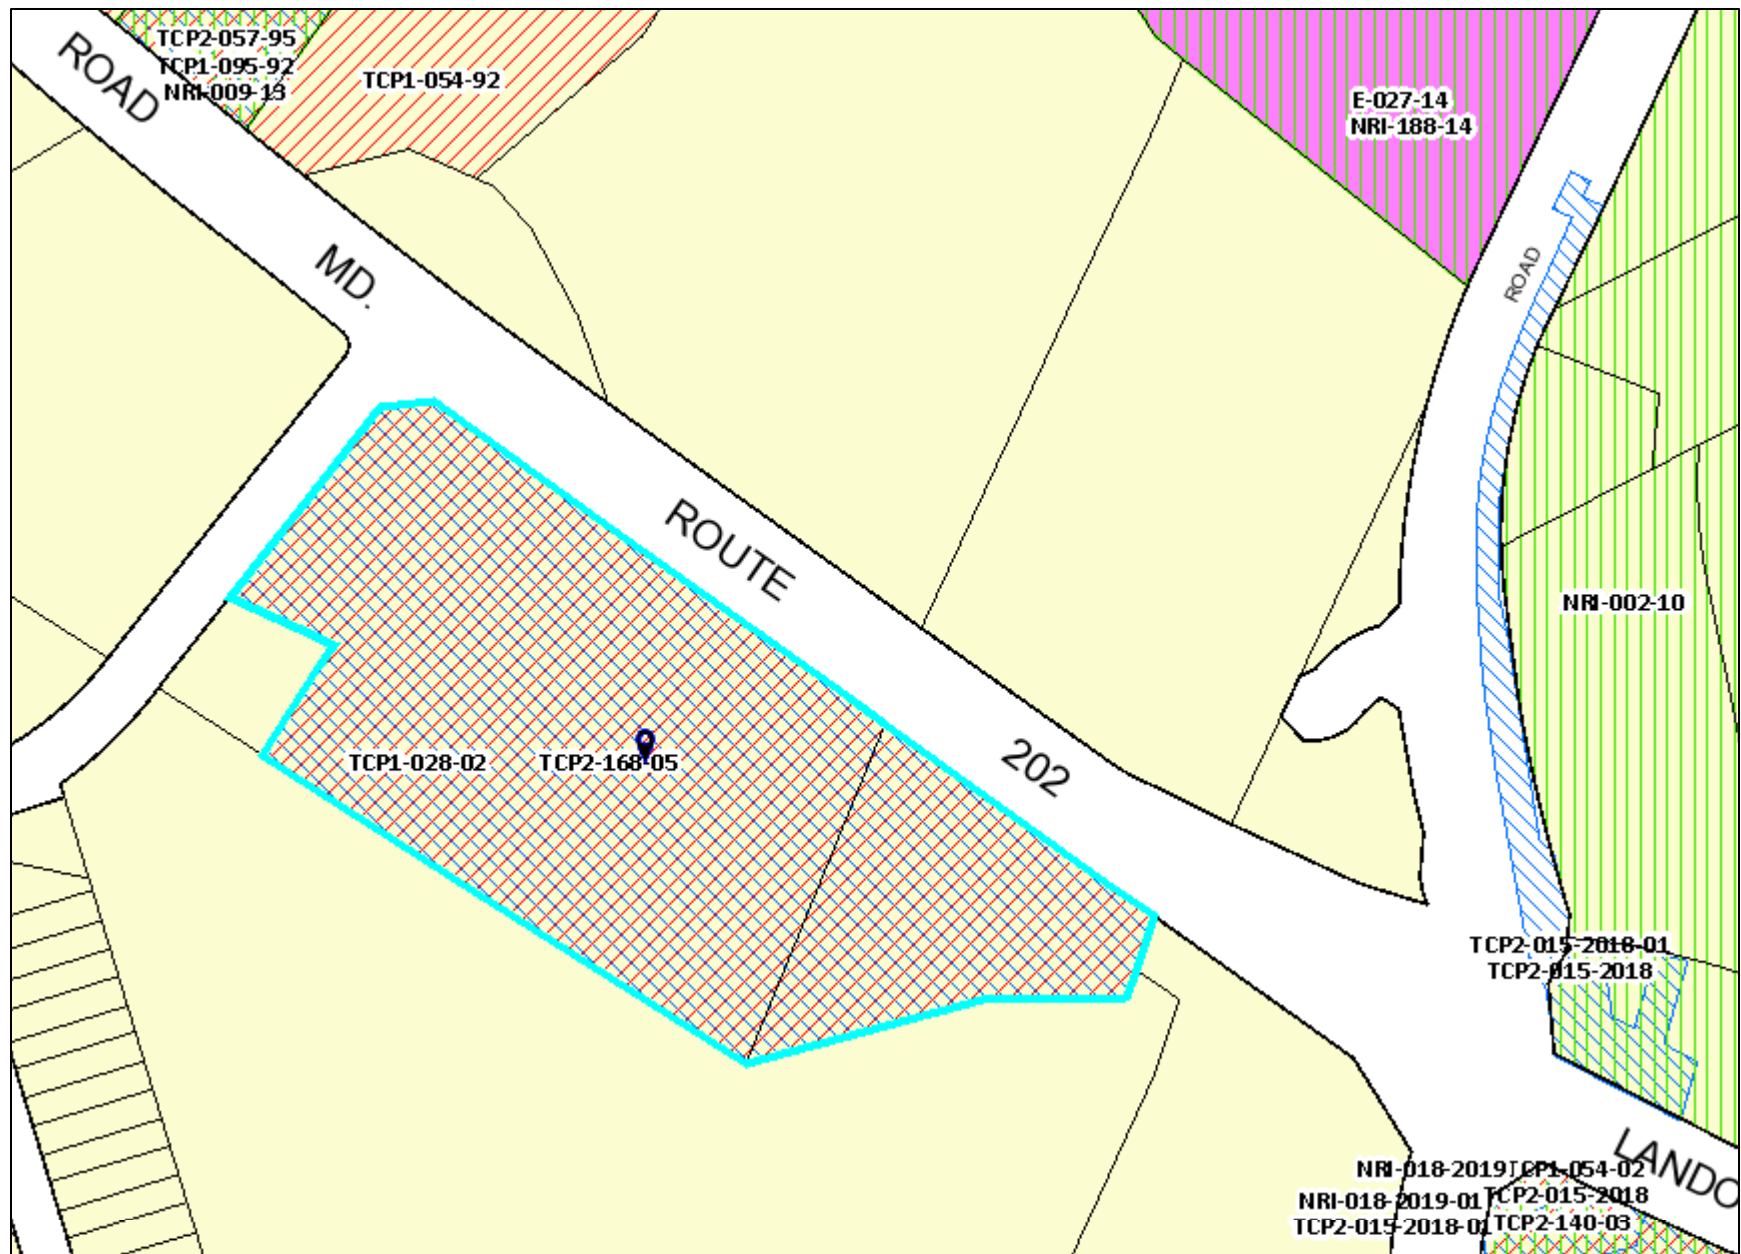 TCP2-057-95
TCP1-095-92
NRI-009-13
TCP1-054-92
ROAD
E-027-14
NRI-188-14
MD.
ROAD
ROUTE
NRI-002-10
202
TCP1-028-02
TCP2-168-05
TCP2-015-2018-01
TCP2-015-2018
LANDO
NRI-018-2019
TCP1-054-02
NRI-018-2019-01
TCP2-015-2018
TCP2-015-2018-01
TCP2-140-03